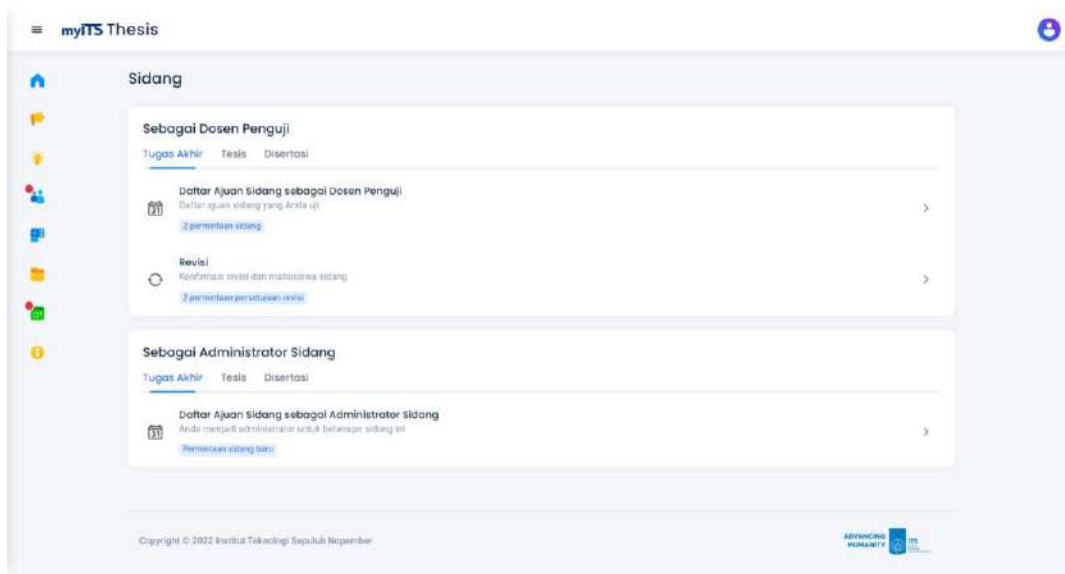 myITS Thesis
Sidang
Sebagai Dosen Penguji
Tugas Akhir Tesis Disertasi
Daftar Ajuan Sidang sebagai Dosen Penguji
Daftar ajuan sidang yang Anda uji
2 permintaan sidang
Revisi
Konfirmasi revisi dari mahasiswa sidang
2 permintaan persetujuan revisi
Sebagai Administrator Sidang
Tugas Akhir Tesis Disertasi
Daftar Ajuan Sidang sebagai Administrator Sidang
Anda menjadi administrator untuk beberapa sidang ini
Permintaan sidang baru
Copyright © 2022 Institut Teknologi Sepuluh Nopember
ADVANCING
HUMANITY